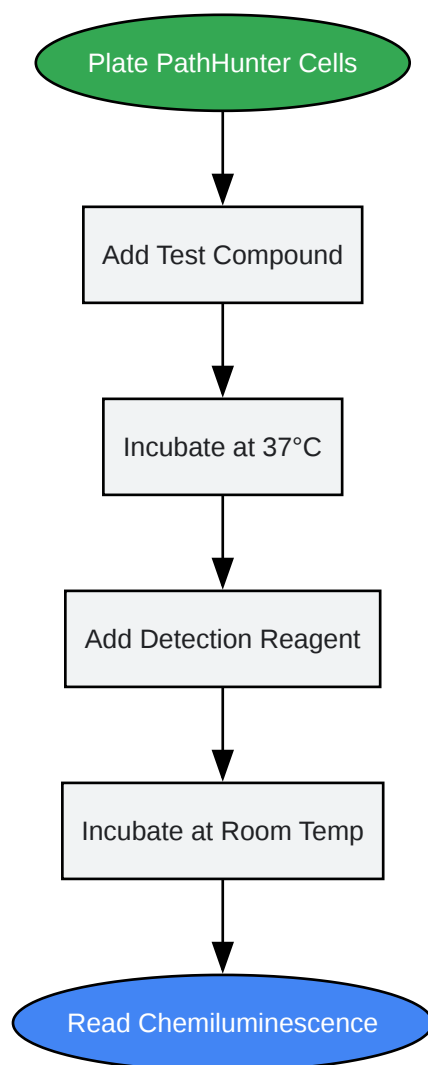 Plate PathHunter Cells
Add Test Compound
Incubate at 37°C
Add Detection Reagent
Incubate at Room Temp
Read Chemiluminescence